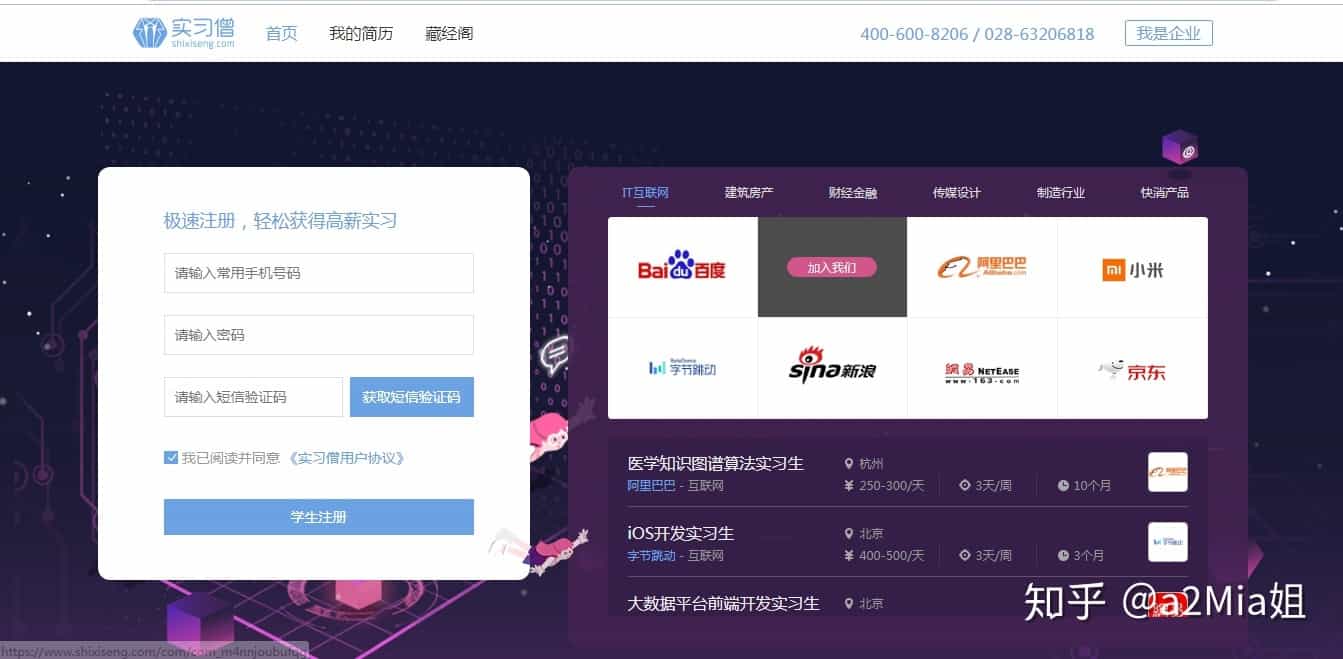 实习僧
shixiseng.com
首页 我的简历 藏经阁
400-600-8206 / 028-63206818
我是企业
极速注册，轻松获得高薪实习
请输入常用手机号码
请输入密码
请输入短信验证码 获取短信验证码
我已阅读并同意 《实习僧用户协议》
学生注册
IT互联网 建筑房产 财经金融 传媒设计 制造行业 快消产品
Baidu百度 加入我们 阿里巴巴 Alibaba.com mi 小米
字节跳动 sina新浪 網易 NETEASE www.163.com 京东
医学知识图谱算法实习生 杭州
阿里巴巴 - 互联网 ¥ 250-300/天 3天/周 10个月
iOS开发实习生 北京
字节跳动 - 互联网 ¥ 400-500/天 3天/周 3个月
大数据平台前端开发实习生 北京
知乎 @a2Mia姐